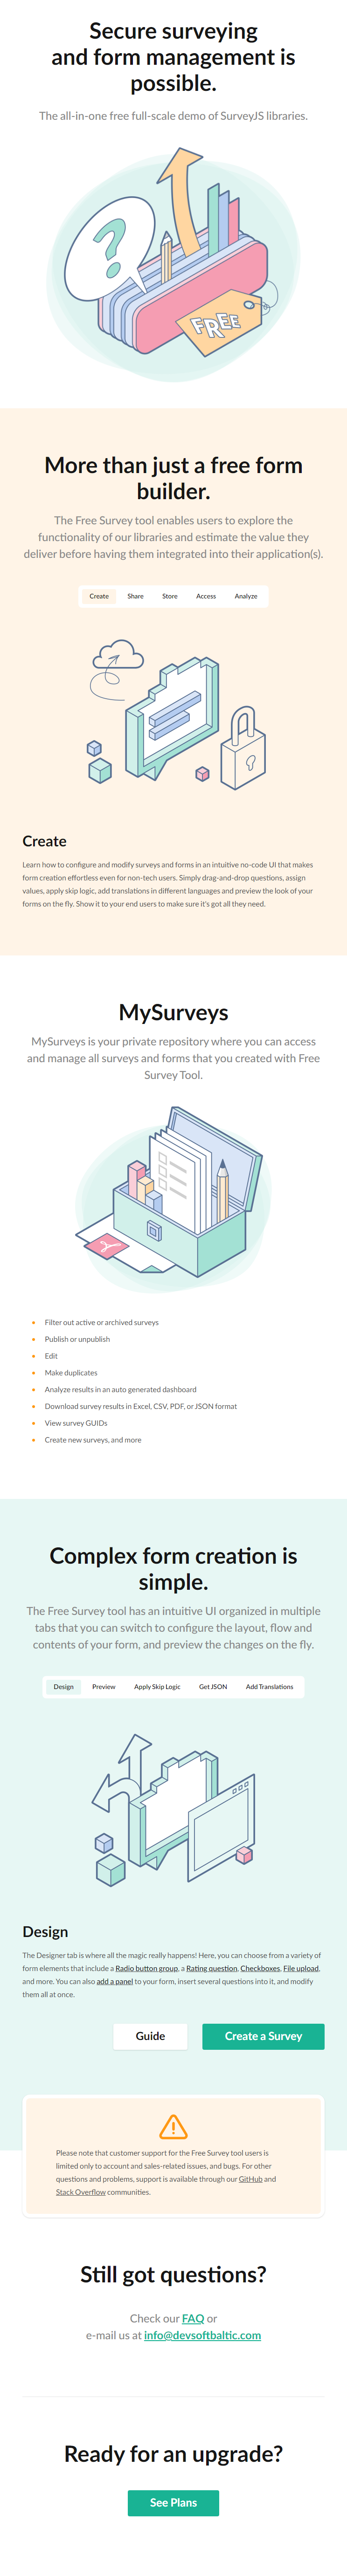 Secure surveying
and form management is
possible.
The all-in-one free full-scale demo of SurveyJS libraries.
?
FREE
More than just a free form
builder.
The Free Survey tool enables users to explore the
functionality of our libraries and estimate the value they
deliver before having them integrated into their application(s).
Create Share Store Access Analyze
Create
Learn how to configure and modify surveys and forms in an intuitive no-code UI that makes
form creation effortless even for non-tech users. Simply drag-and-drop questions, assign
values, apply skip logic, add translations in different languages and preview the look of your
forms on the fly. Show it to your end users to make sure it's got all they need.
MySurveys
MySurveys is your private repository where you can access
and manage all surveys and forms that you created with Free
Survey Tool.
Filter out active or archived surveys
Publish or unpublish
Edit
Make duplicates
Analyze results in an auto generated dashboard
Download survey results in Excel, CSV, PDF, or JSON format
View survey GUIDs
Create new surveys, and more
Complex form creation is
simple.
The Free Survey tool has an intuitive UI organized in multiple
tabs that you can switch to configure the layout, flow and
contents of your form, and preview the changes on the fly.
Design Preview Apply Skip Logic Get JSON Add Translations
Design
The Designer tab is where all the magic really happens! Here, you can choose from a variety of
form elements that include a Radio button group, a Rating question, Checkboxes, File upload,
and more. You can also add a panel to your form, insert several questions into it, and modify
them all at once.
Guide Create a Survey
Please note that customer support for the Free Survey tool users is
limited only to account and sales-related issues, and bugs. For other
questions and problems, support is available through our GitHub and
Stack Overflow communities.
Still got questions?
Check our FAQ or
e-mail us at info@devsoftbaltic.com
Ready for an upgrade?
See Plans